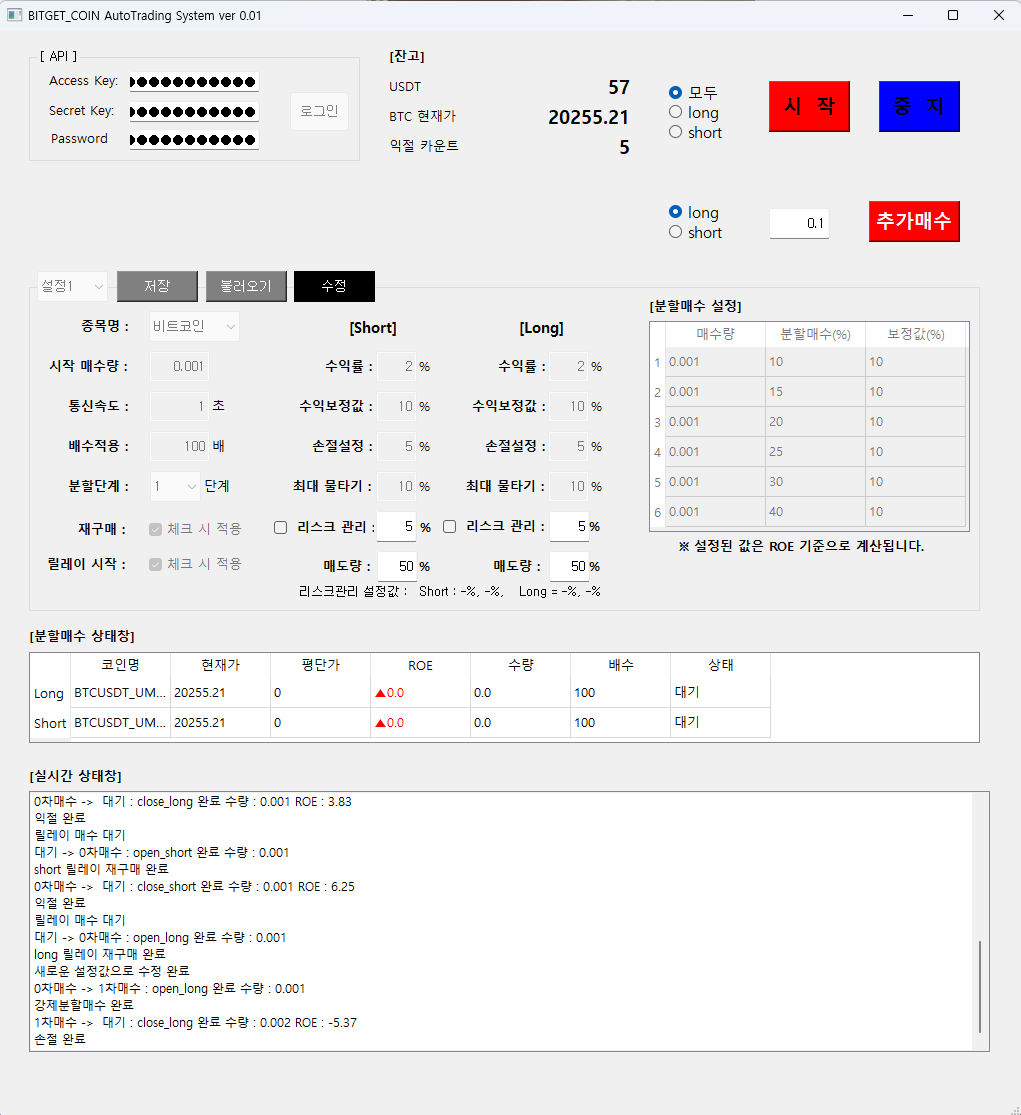 BITGET_COIN AutoTrading System ver 0.01
[ API ]
Access Key:
Secret Key:
Password
로그인
[잔고]
USDT 57
BTC 현재가 20255.21
익절 카운트 5
모두
long
short
시 작
중 지
long
short
0.1
추가매수
설정1 저장 불러오기 수정
종목명 : 비트코인
시작 매수량 : 0.001
통신속도 : 1 초
배수적용 : 100 배
분할단계 : 1 단계
재구매 : 체크 시 적용
릴레이 시작 : 체크 시 적용
[Short] [Long]
수익률 : 2 % 수익률 : 2 %
수익보정값 : 10 % 수익보정값 : 10 %
손절설정 : 5 % 손절설정 : 5 %
최대 물타기 : 10 % 최대 물타기 : 10 %
리스크 관리 : 5 % 리스크 관리 : 5 %
매도량 : 50 % 매도량 : 50 %
리스크관리 설정값 : Short : -%, -%, Long = -%, -%
[분할매수 설정]
매수량 분할매수(%) 보정값(%)
1 0.001 10 10
2 0.001 15 10
3 0.001 20 10
4 0.001 25 10
5 0.001 30 10
6 0.001 40 10
※ 설정된 값은 ROE 기준으로 계산됩니다.
[분할매수 상태창]
코인명 현재가 평단가 ROE 수량 배수 상태
Long BTCUSDT_UM... 20255.21 0 ▲0.0 0.0 100 대기
Short BTCUSDT_UM... 20255.21 0 ▲0.0 0.0 100 대기
[실시간 상태창]
0차매수 -> 대기 : close_long 완료 수량 : 0.001 ROE : 3.83
익절 완료
릴레이 매수 대기
대기 -> 0차매수 : open_short 완료 수량 : 0.001
short 릴레이 재구매 완료
0차매수 -> 대기 : close_short 완료 수량 : 0.001 ROE : 6.25
익절 완료
릴레이 매수 대기
대기 -> 0차매수 : open_long 완료 수량 : 0.001
long 릴레이 재구매 완료
새로운 설정값으로 수정 완료
0차매수 -> 1차매수 : open_long 완료 수량 : 0.001
강제분할매수 완료
1차매수 -> 대기 : close_long 완료 수량 : 0.002 ROE : -5.37
손절 완료